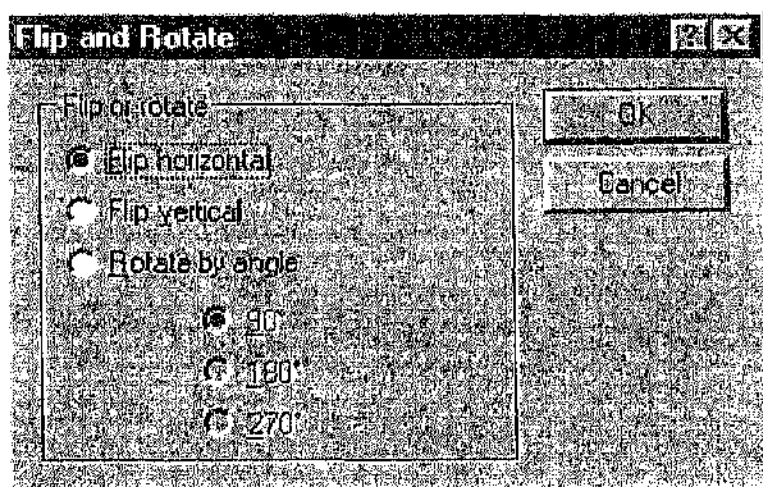 Flip and Rotate
Flip or rotate
Flip horizontal
Flip vertical
Rotate by angle
90°
180°
270°
OK
Cancel